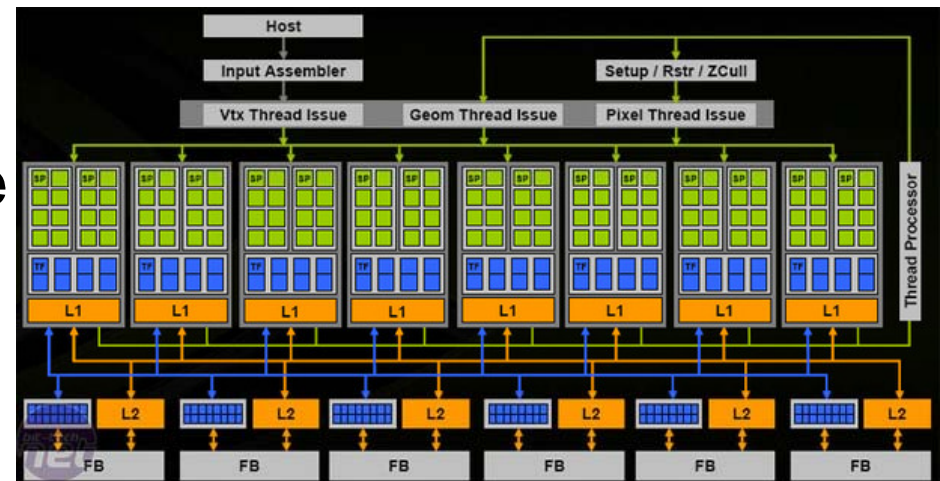 Host
Input Assembler
Setup / Rstr / ZCull
Vtx Thread Issue
Geom Thread Issue
Pixel Thread Issue
e
SP SP SP SP SP SP SP SP SP SP SP SP SP SP SP SP
Thread Processor
TF TF TF TF TF TF TF TF
L1 L1 L1 L1 L1 L1 L1 L1
L2 L2 L2 L2 L2 L2
bit-tech
net
FB FB FB FB FB FB